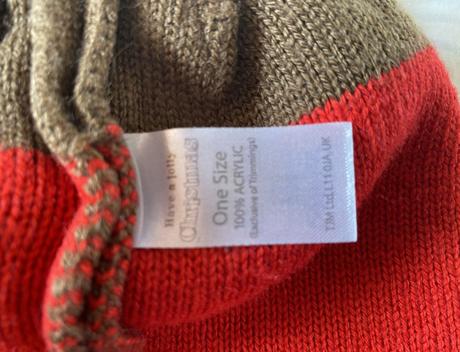 Have a jolly
Christmas
One Size
100% ACRYLIC
(Exclusive of Trimmings)
TJM Ltd.L11 0JA.UK